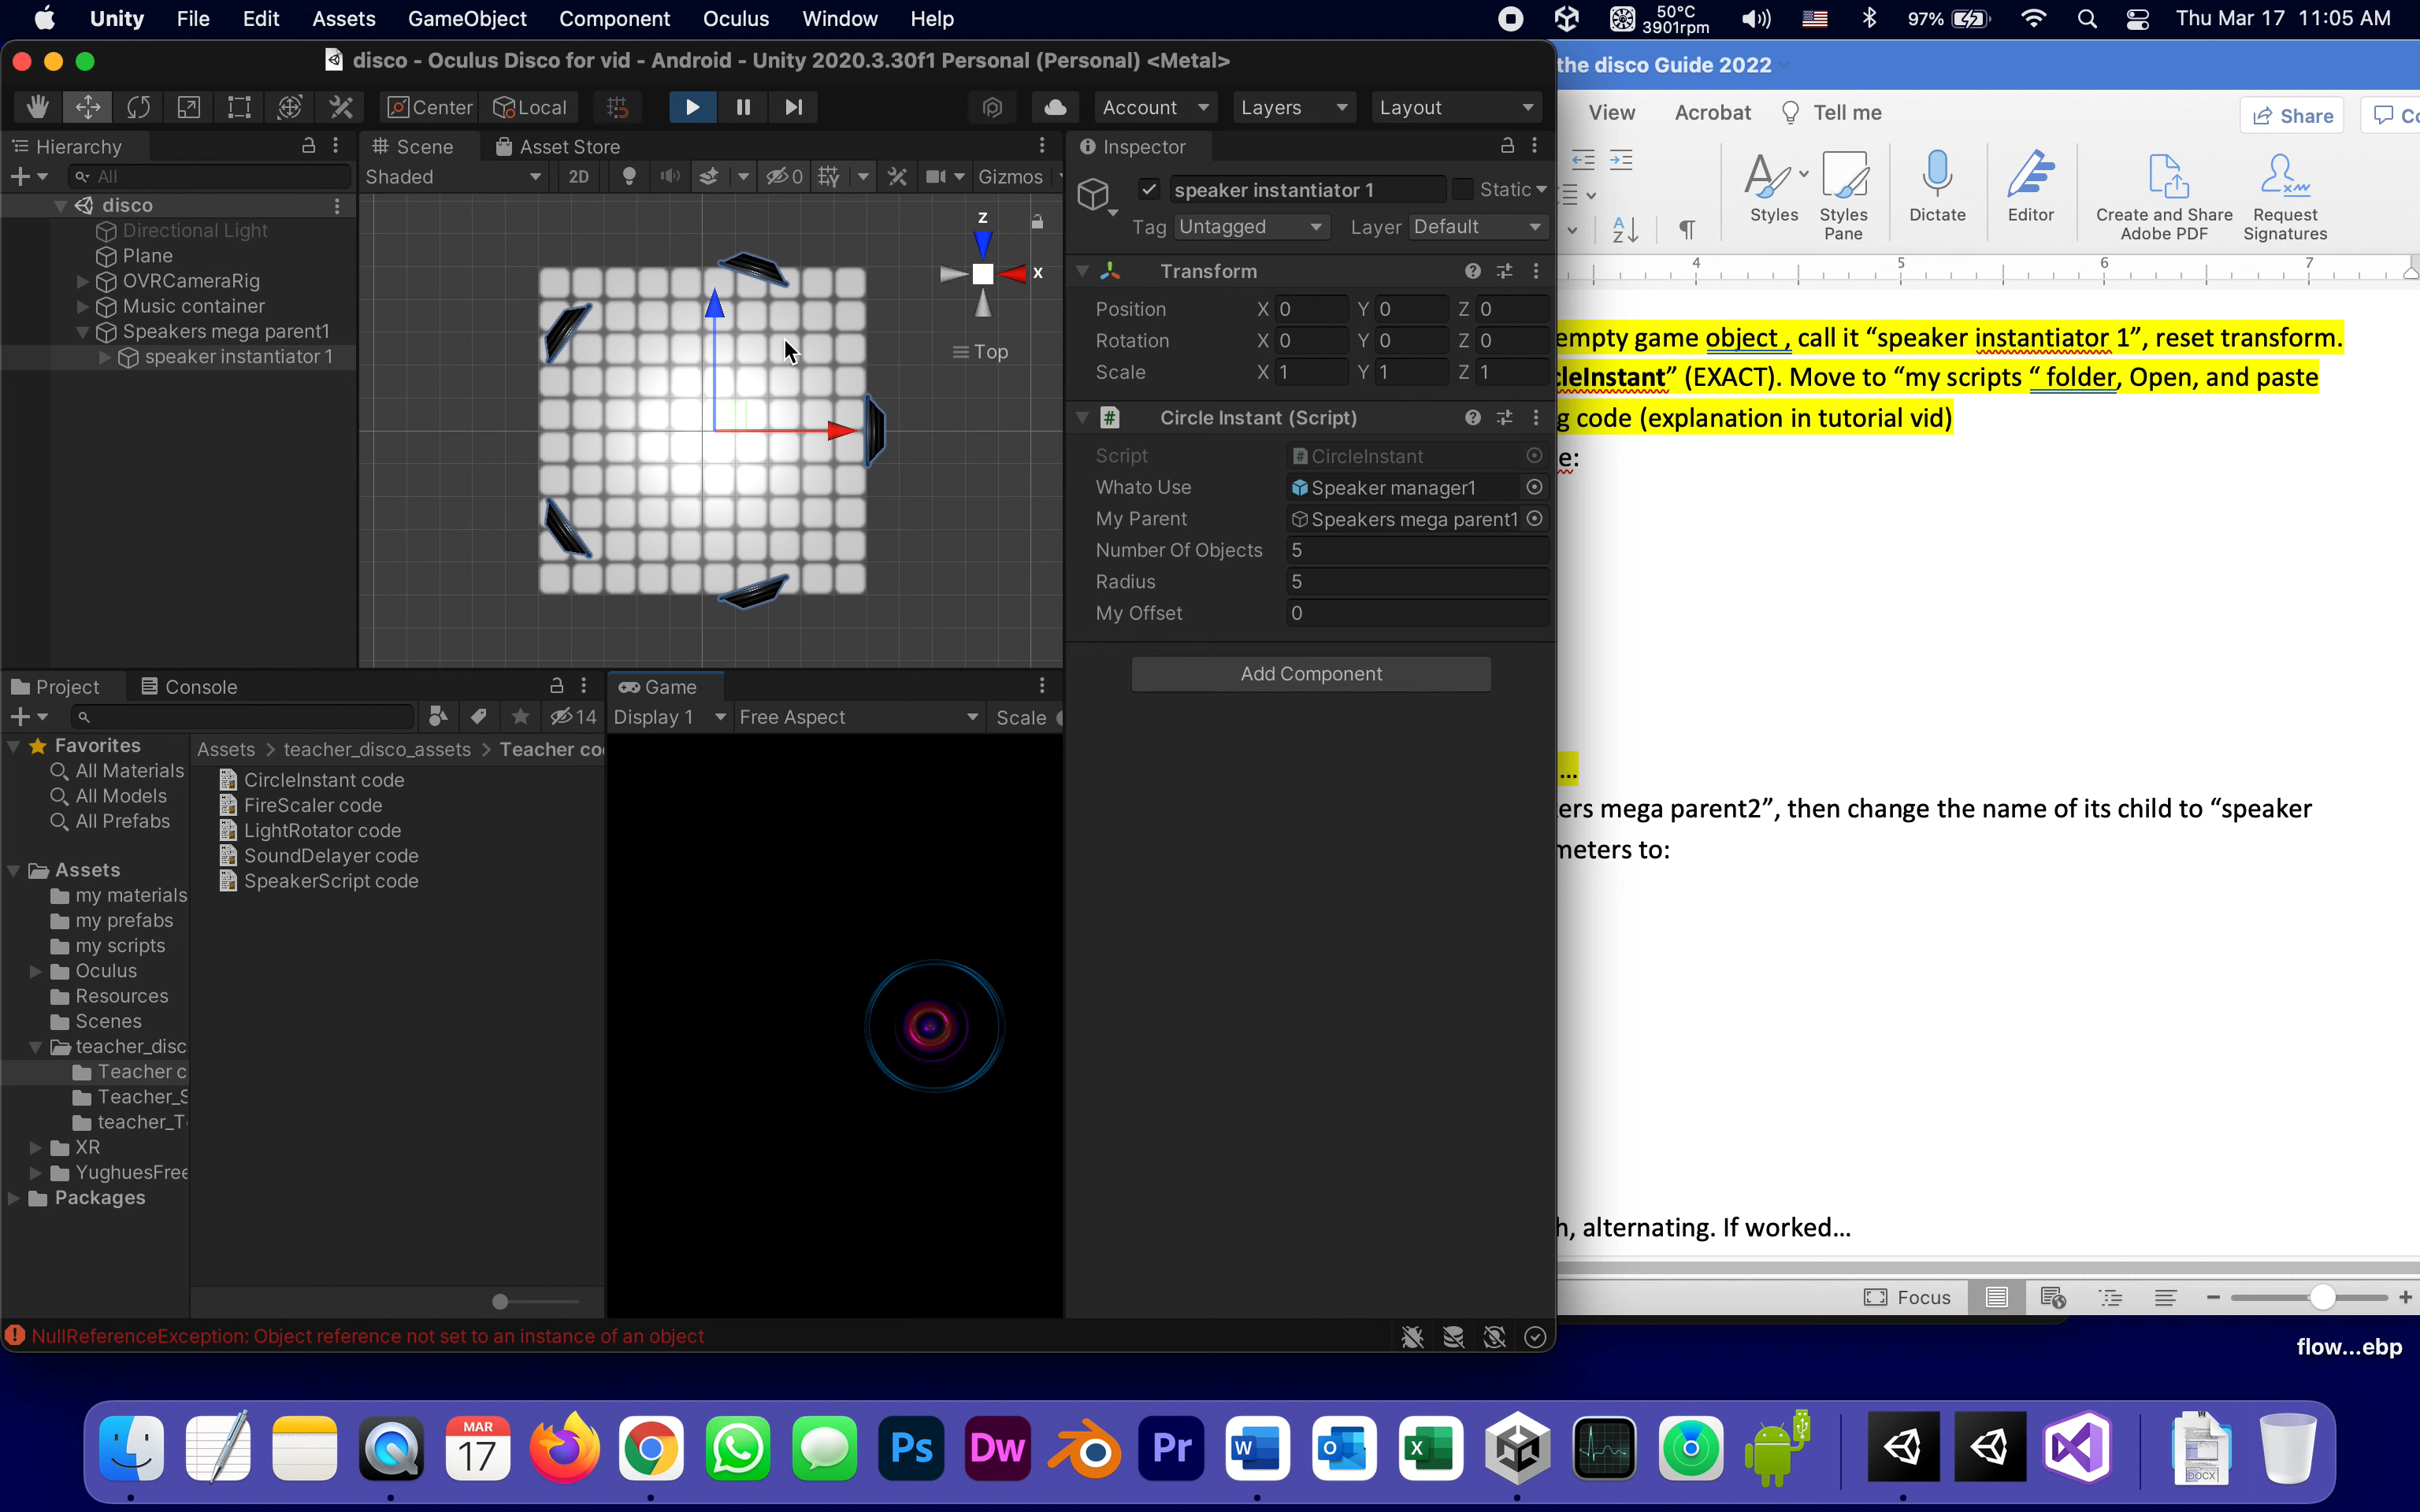 Unity File Edit Assets GameObject Component Oculus Window Help
50°C
3901rpm
97%
Thu Mar 17 11:05 AM
disco - Oculus Disco for vid - Android - Unity 2020.3.30f1 Personal (Personal) <Metal>
the disco Guide 2022
Center Local
Account Layers Layout
View Acrobat Tell me
Share
Hierarchy
Scene Asset Store
Inspector
All
Shaded 2D 0 Gizmos
speaker instantiator 1 Static
Tag Untagged Layer Default
Styles
Styles Pane
Dictate
Editor
Create and Share Adobe PDF
Request Signatures
disco
Directional Light
Plane
OVRCameraRig
Music container
Speakers mega parent1
speaker instantiator 1
z
x
Top
Transform
Position X 0 Y 0 Z 0
Rotation X 0 Y 0 Z 0
Scale X 1 Y 1 Z 1
Circle Instant (Script)
Script CircleInstant
Whato Use Speaker manager1
My Parent Speakers mega parent1
Number Of Objects 5
Radius 5
My Offset 0
Add Component
4 5 6 7
empty game object , call it “speaker instantiator 1”, reset transform.
cleInstant” (EXACT). Move to “my scripts “ folder, Open, and paste
g code (explanation in tutorial vid)
e:
...
ers mega parent2”, then change the name of its child to “speaker
meters to:
h, alternating. If worked...
Project Console
14
Favorites
All Materials
All Models
All Prefabs
Assets
my materials
my prefabs
my scripts
Oculus
Resources
Scenes
teacher_disc
Teacher c
Teacher_S
teacher_T
XR
YughuesFree
Packages
Assets > teacher_disco_assets > Teacher co
CircleInstant code
FireScaler code
LightRotator code
SoundDelayer code
SpeakerScript code
Game
Display 1 Free Aspect Scale
NullReferenceException: Object reference not set to an instance of an object
Focus
flow...ebp
MAR
17
Ps
Dw
Pr
W
O
X
DOCX